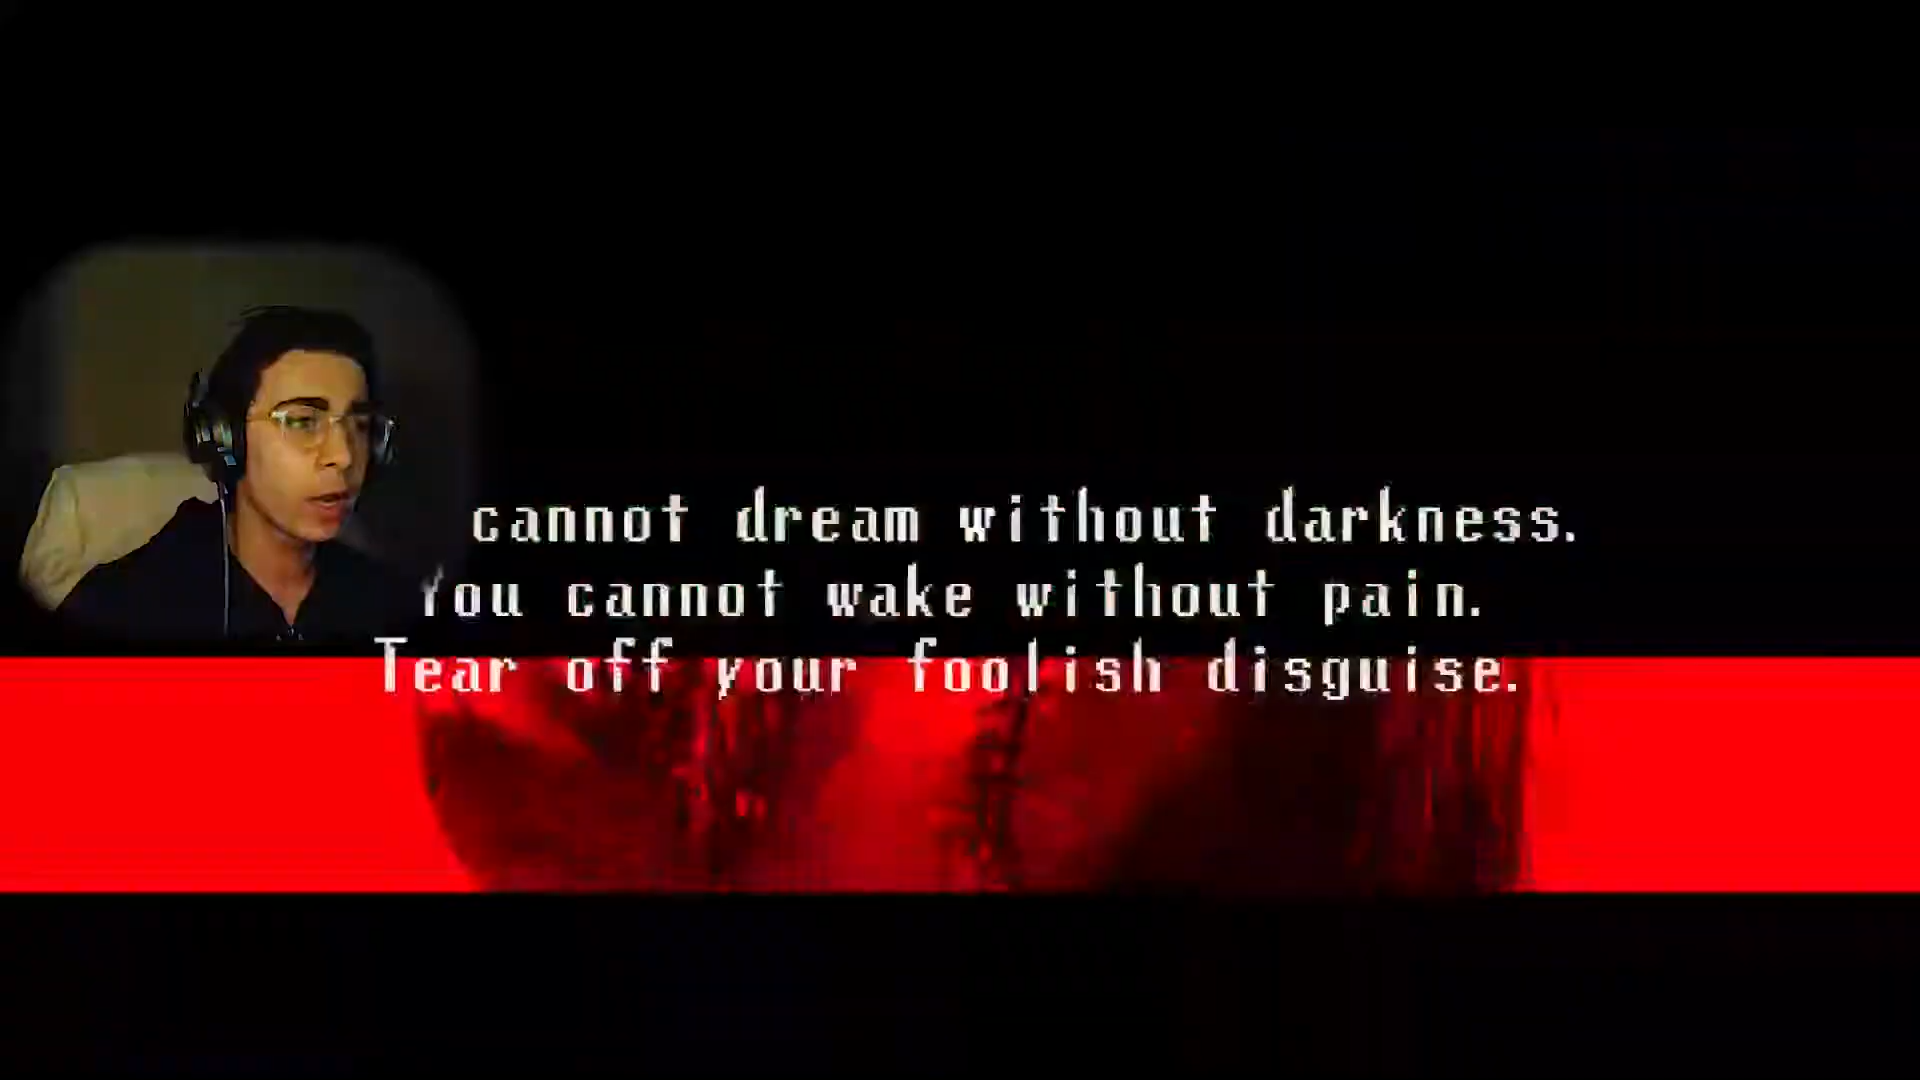 cannot dream without darkness.
You cannot wake without pain.
Tear off your foolish disguise.